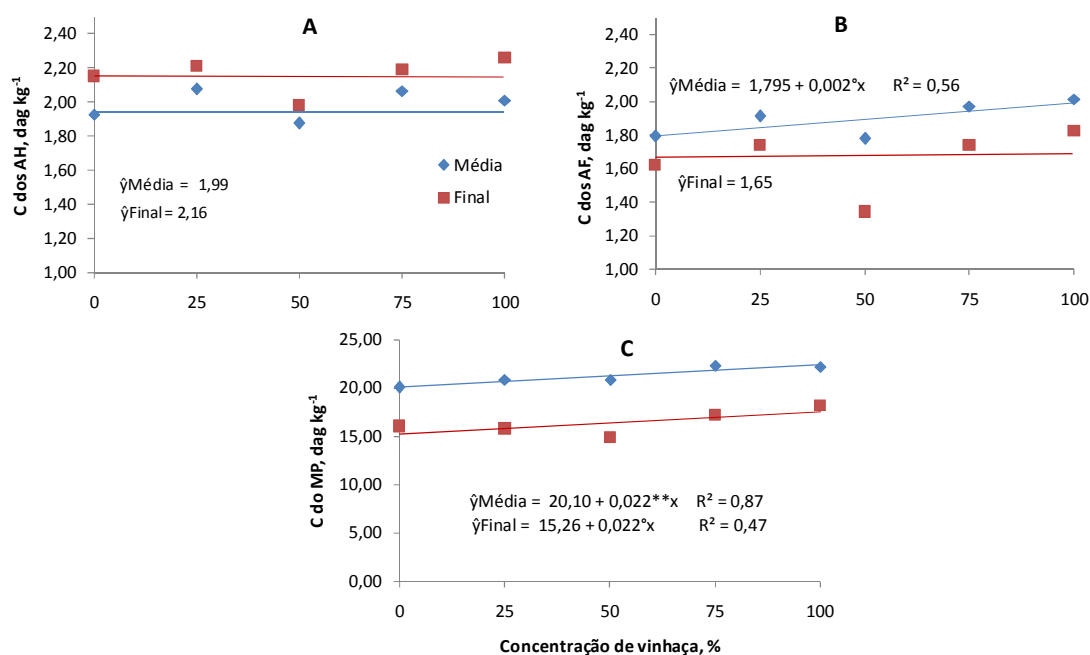 A
C dos AH, dag kg⁻¹
2,40
2,20
2,00
1,80
1,60
1,40
1,20
1,00
Média
Final
ŷMédia = 1,99
ŷFinal = 2,16
0 25 50 75 100
B
C dos AF, dag kg⁻¹
2,40
2,20
2,00
1,80
1,60
1,40
1,20
1,00
ŷMédia = 1,795 + 0,002°x R² = 0,56
ŷFinal = 1,65
0 25 50 75 100
C
C do MP, dag kg⁻¹
25,00
20,00
15,00
10,00
5,00
0,00
ŷMédia = 20,10 + 0,022**x R² = 0,87
ŷFinal = 15,26 + 0,022°x R² = 0,47
0 25 50 75 100
Concentração de vinhaça, %